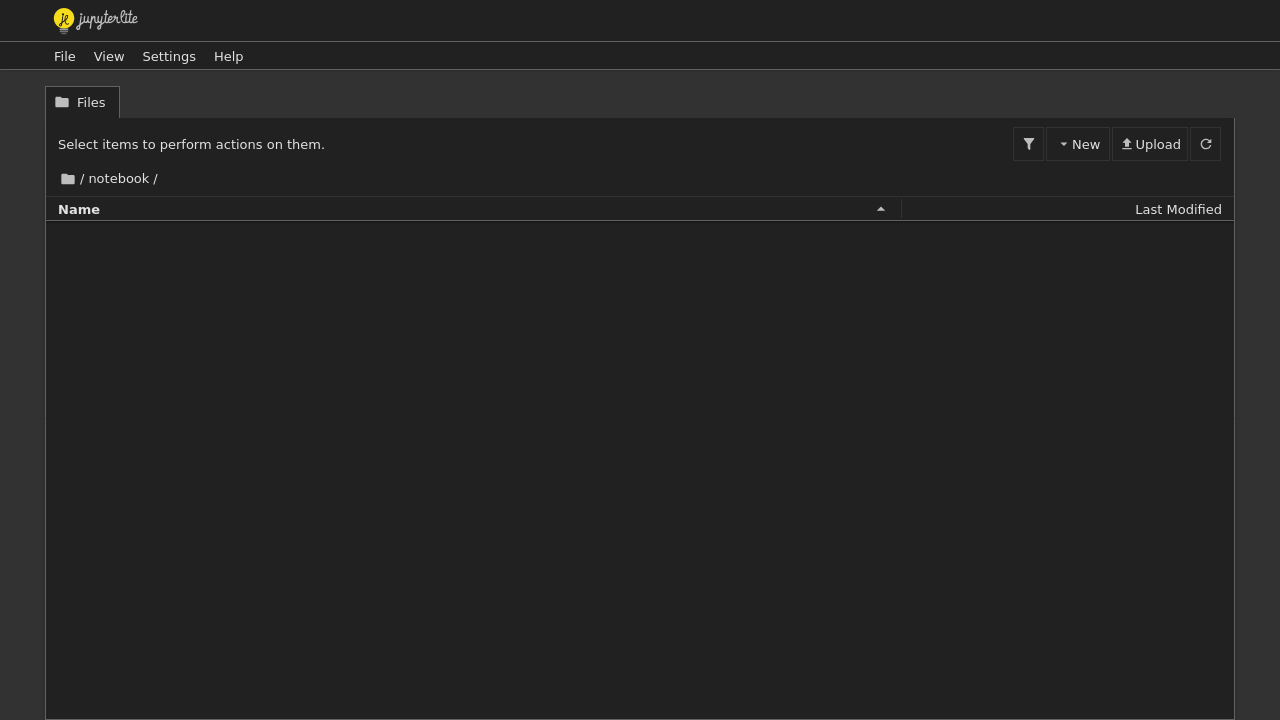 jupyterlite
File View Settings Help
Files
Select items to perform actions on them.
New Upload
/ notebook /
Name Last Modified